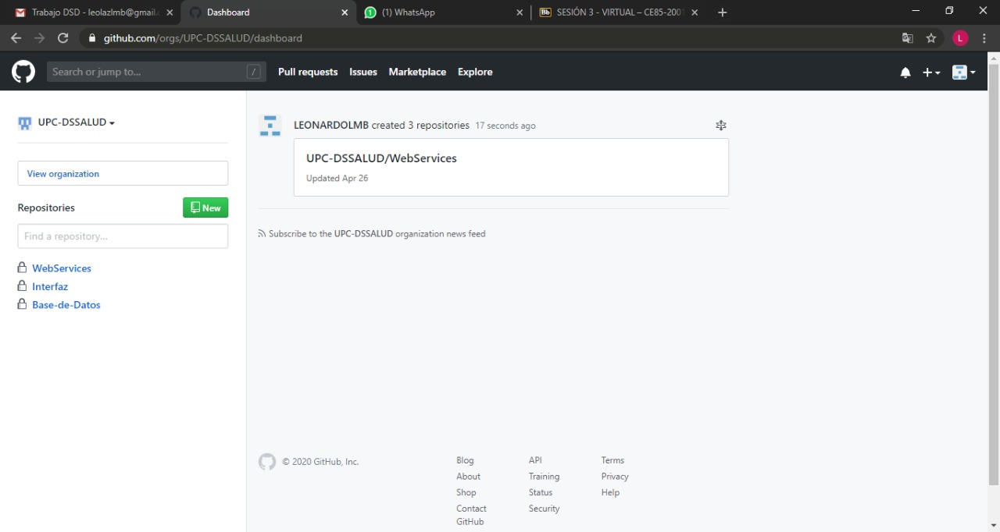 Trabajo DSD - leolazlmb@gmail.c
Dashboard
(1) WhatsApp
Bb SESIÓN 3 - VIRTUAL – CE85-2001
github.com/orgs/UPC-DSSALUD/dashboard
L
Search or jump to...
/
Pull requests
Issues
Marketplace
Explore
UPC-DSSALUD
View organization
Repositories
New
Find a repository...
WebServices
Interfaz
Base-de-Datos
LEONARDOLMB created 3 repositories 17 seconds ago
UPC-DSSALUD/WebServices
Updated Apr 26
Subscribe to the UPC-DSSALUD organization news feed
© 2020 GitHub, Inc.
Blog
About
Shop
Contact
GitHub
API
Training
Status
Security
Terms
Privacy
Help